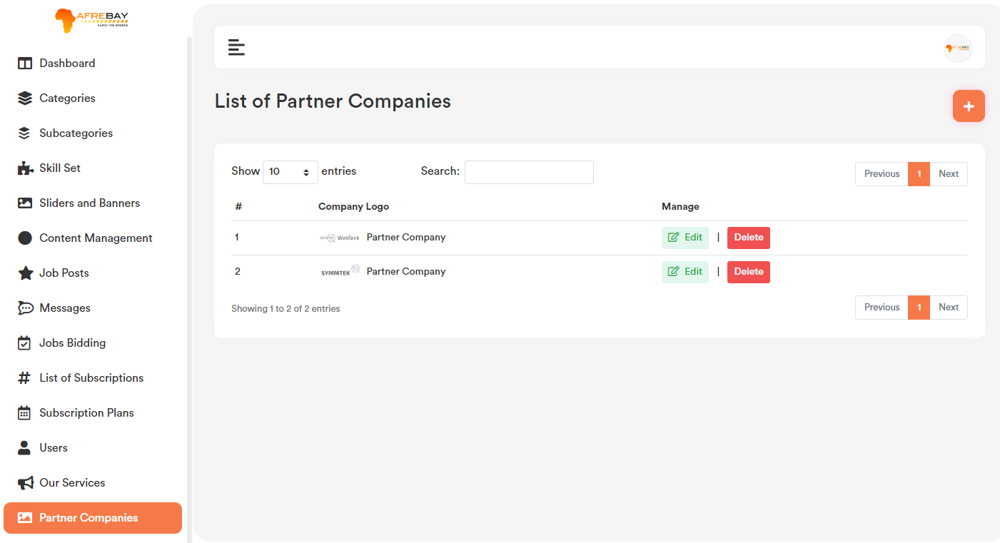 AFREBAY
REACH THE SOURCE
Dashboard
Categories
Subcategories
Skill Set
Sliders and Banners
Content Management
Job Posts
Messages
Jobs Bidding
List of Subscriptions
Subscription Plans
Users
Our Services
Partner Companies
AFREBAY
List of Partner Companies
Show 10 entries Search: Previous 1 Next
# Company Logo Manage
1 www WebTeck Partner Company Edit | Delete
2 SYMMTEK Partner Company Edit | Delete
Showing 1 to 2 of 2 entries Previous 1 Next